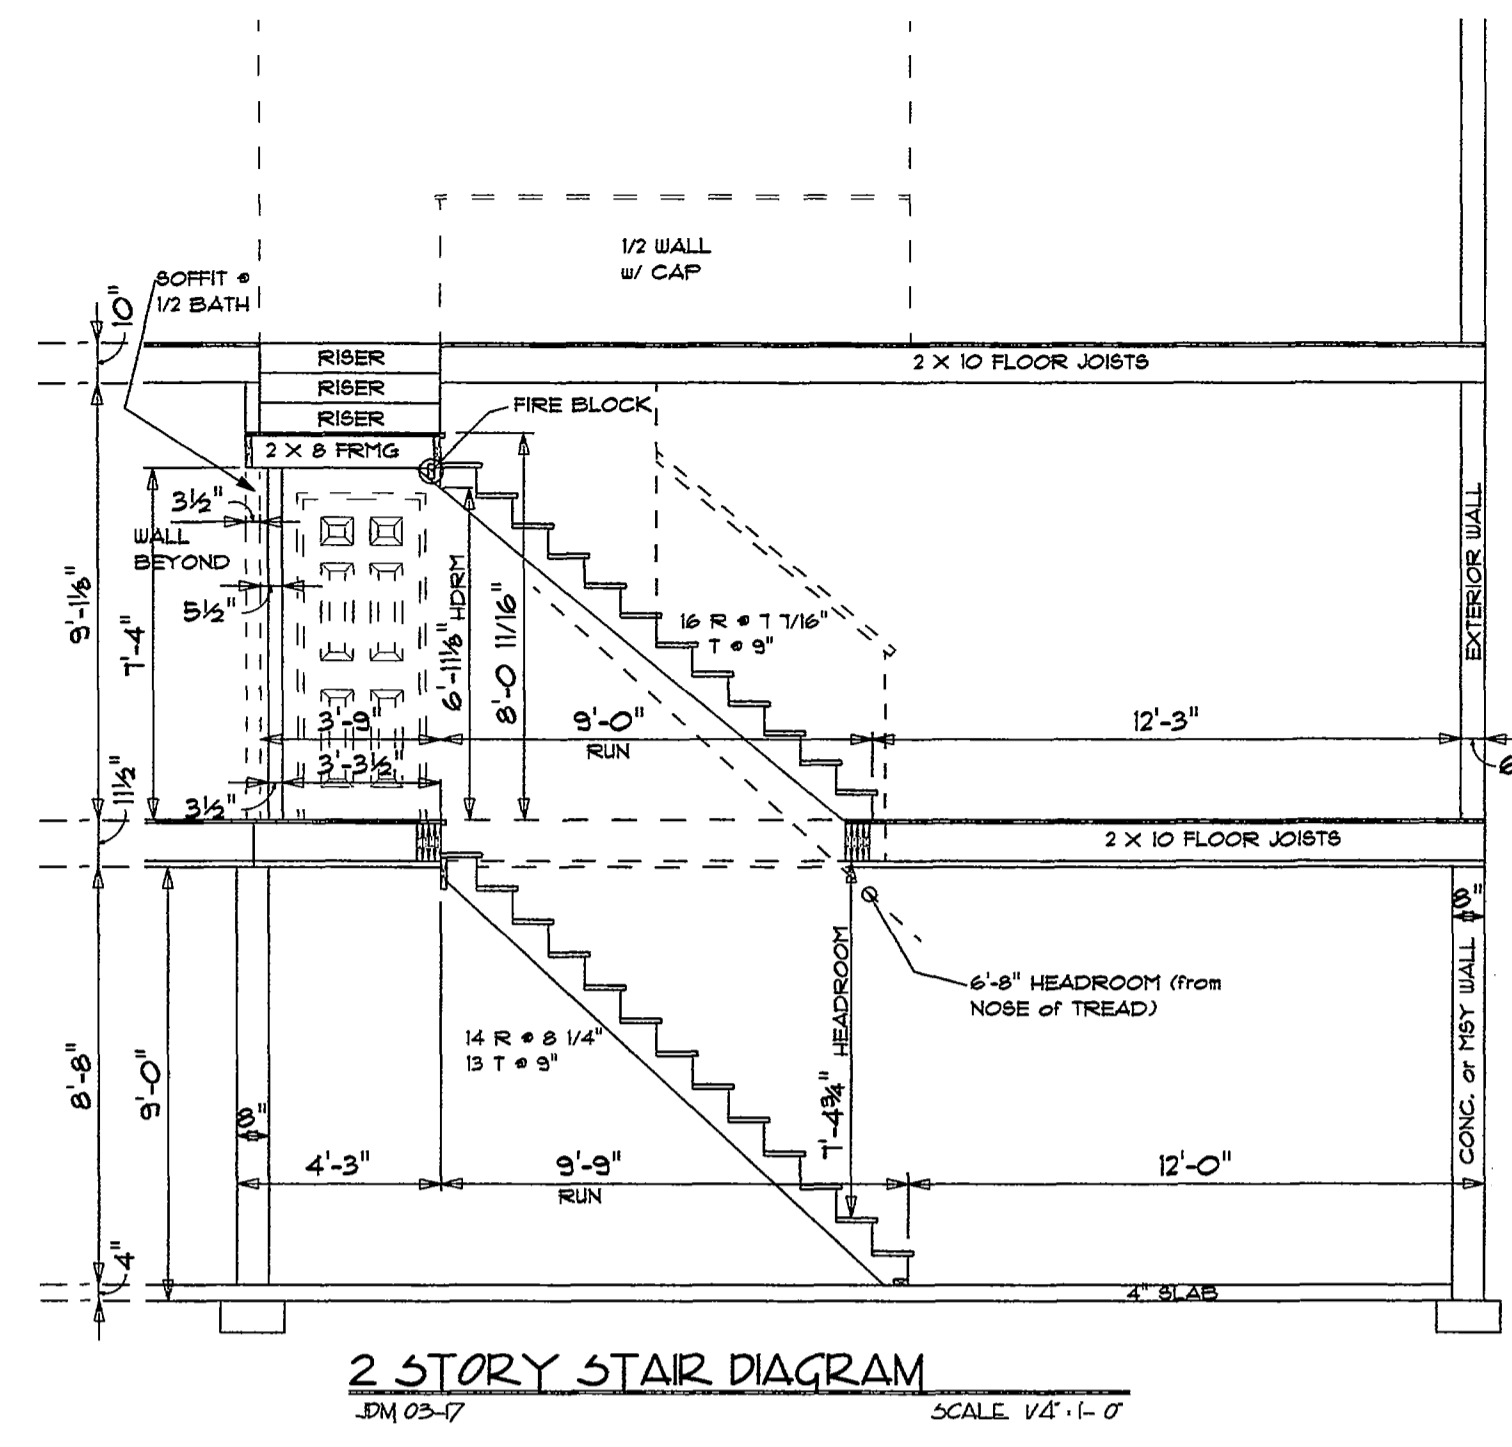 1/2 WALL
w/ CAP
SOFFIT @
1/2 BATH
10"
RISER
RISER
RISER
2 X 10 FLOOR JOISTS
FIRE BLOCK
2 X 8 FRMG
3½"
WALL
BEYOND
5½"
9'-1⅛"
7'-4"
6'-11⅛" HDRM
8'-0 11/16"
16 R @ 7 7/16"
T @ 9"
EXTERIOR WALL
3'-9"
9'-0"
RUN
12'-3"
6
3'-3½"
3½"
11½"
2 X 10 FLOOR JOISTS
8"
6'-8" HEADROOM (from
NOSE of TREAD)
14 R @ 8 1/4"
13 T @ 9"
7'-4¾" HEADROOM
CONC. or MSY WALL
8'-8"
9'-0"
8"
4'-3"
9'-9"
RUN
12'-0"
4"
4" SLAB
2 STORY STAIR DIAGRAM
JDM 03-17
SCALE 1/4" : 1'- 0"